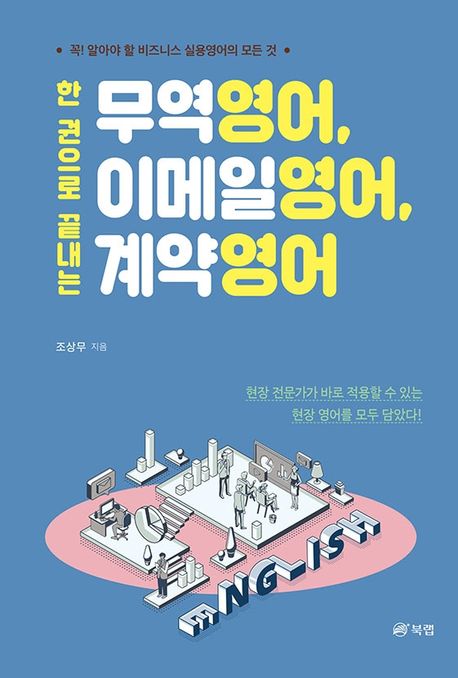 꼭! 알아야 할 비즈니스 실용영어의 모든 것
한 권으로 끝내는
무역영어,
이메일영어,
계약영어
조상무 지음
현장 전문가가 바로 적용할 수 있는
현장 영어를 모두 담았다!
ENGLISH
북랩